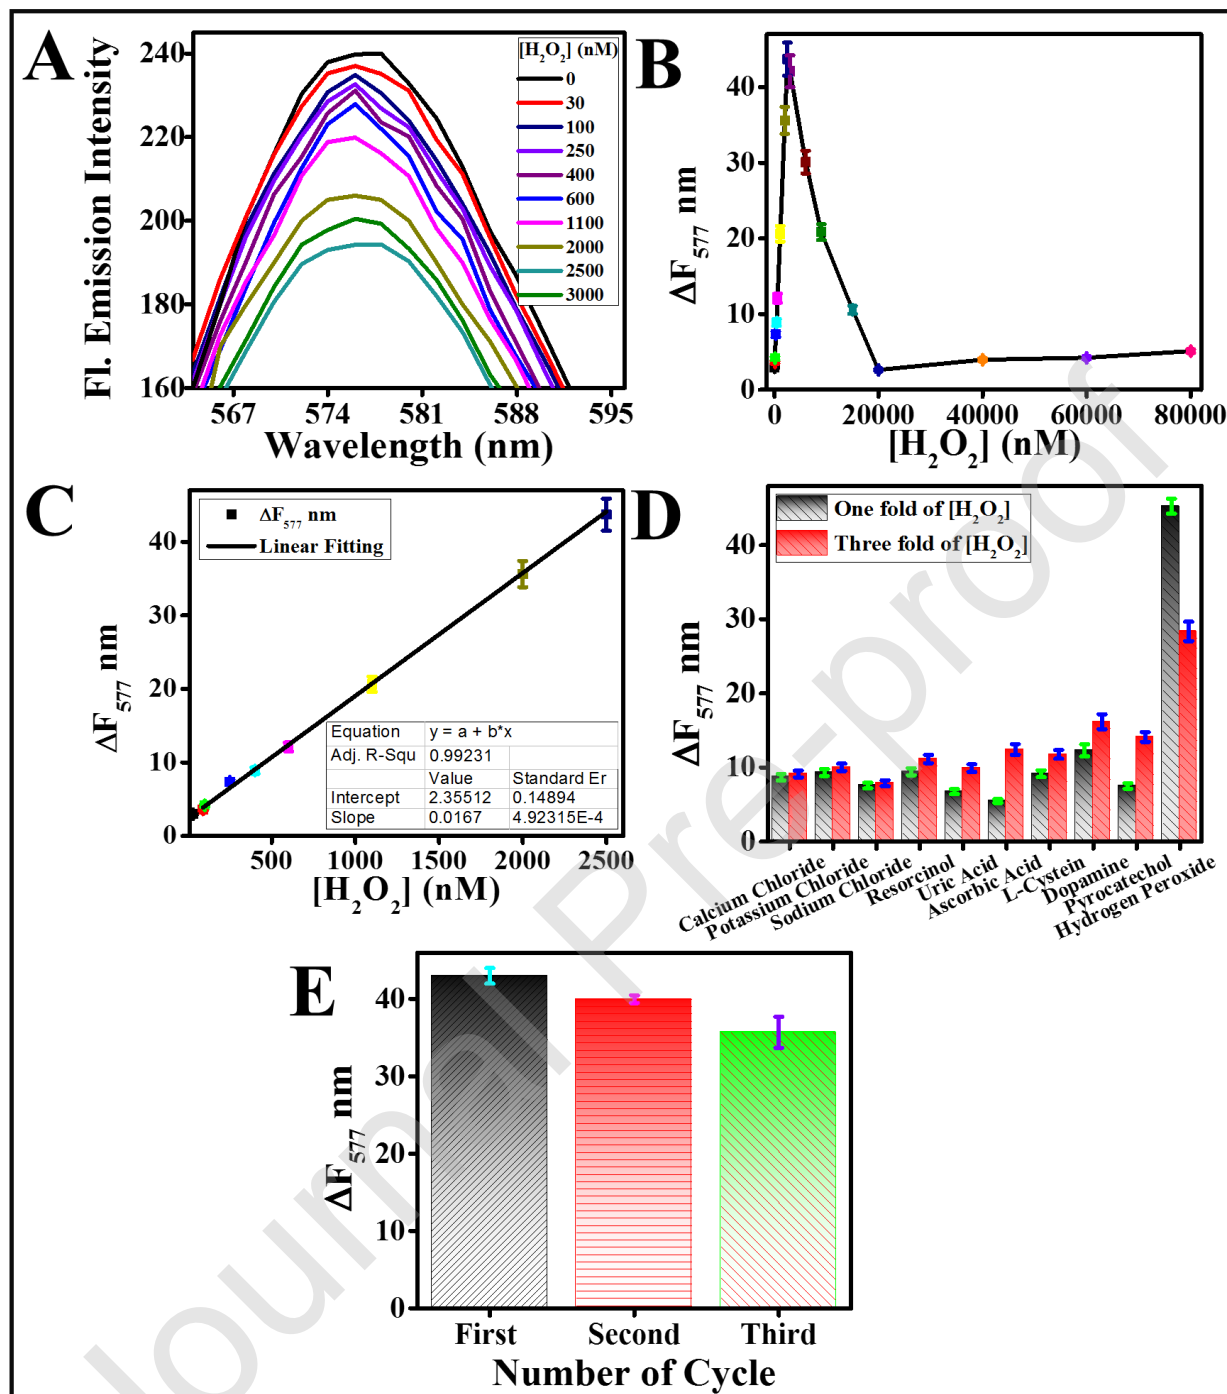 A
Fl. Emission Intensity
240
220
200
180
160
567
574
581
588
595
Wavelength (nm)
[H₂O₂] (nM)
0
30
100
250
400
600
1100
2000
2500
3000
B
ΔF₅₇₇ nm
40
30
20
10
0
0
20000
40000
60000
80000
[H₂O₂] (nM)
C
ΔF₅₇₇ nm
40
30
20
10
0
500
1000
1500
2000
2500
[H₂O₂] (nM)
ΔF₅₇₇ nm
Linear Fitting
Equation y = a + b*x
Adj. R-Squ 0.99231
Value Standard Er
Intercept 2.35512 0.14894
Slope 0.0167 4.92315E-4
D
ΔF₅₇₇ nm
40
30
20
10
0
One fold of [H₂O₂]
Three fold of [H₂O₂]
Calcium Chloride
Potassium Chloride
Sodium Chloride
Resorcinol
Uric Acid
Ascorbic Acid
L-Cystein
Dopamine
Pyrocatechol
Hydrogen Peroxide
E
ΔF₅₇₇ nm
40
30
20
10
0
First
Second
Third
Number of Cycle
Journal Pre-proof